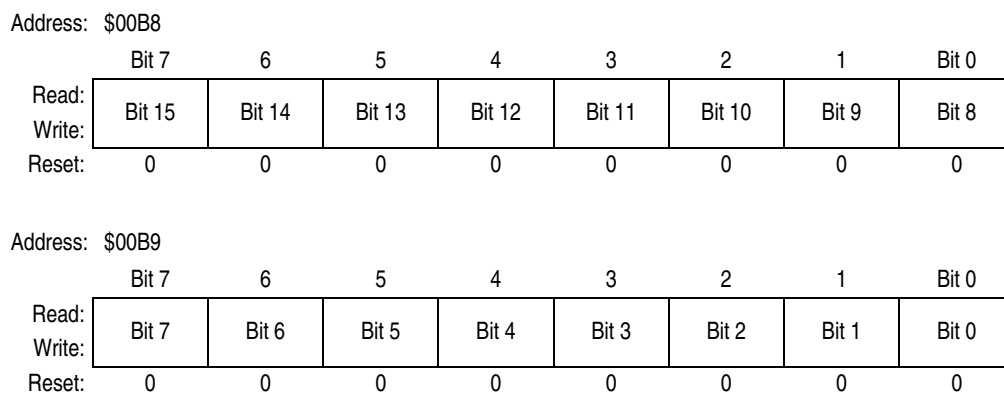 Address: $00B8
Bit 7 6 5 4 3 2 1 Bit 0
Read:
Write:
Bit 15 Bit 14 Bit 13 Bit 12 Bit 11 Bit 10 Bit 9 Bit 8
Reset: 0 0 0 0 0 0 0 0
Address: $00B9
Bit 7 6 5 4 3 2 1 Bit 0
Read:
Write:
Bit 7 Bit 6 Bit 5 Bit 4 Bit 3 Bit 2 Bit 1 Bit 0
Reset: 0 0 0 0 0 0 0 0